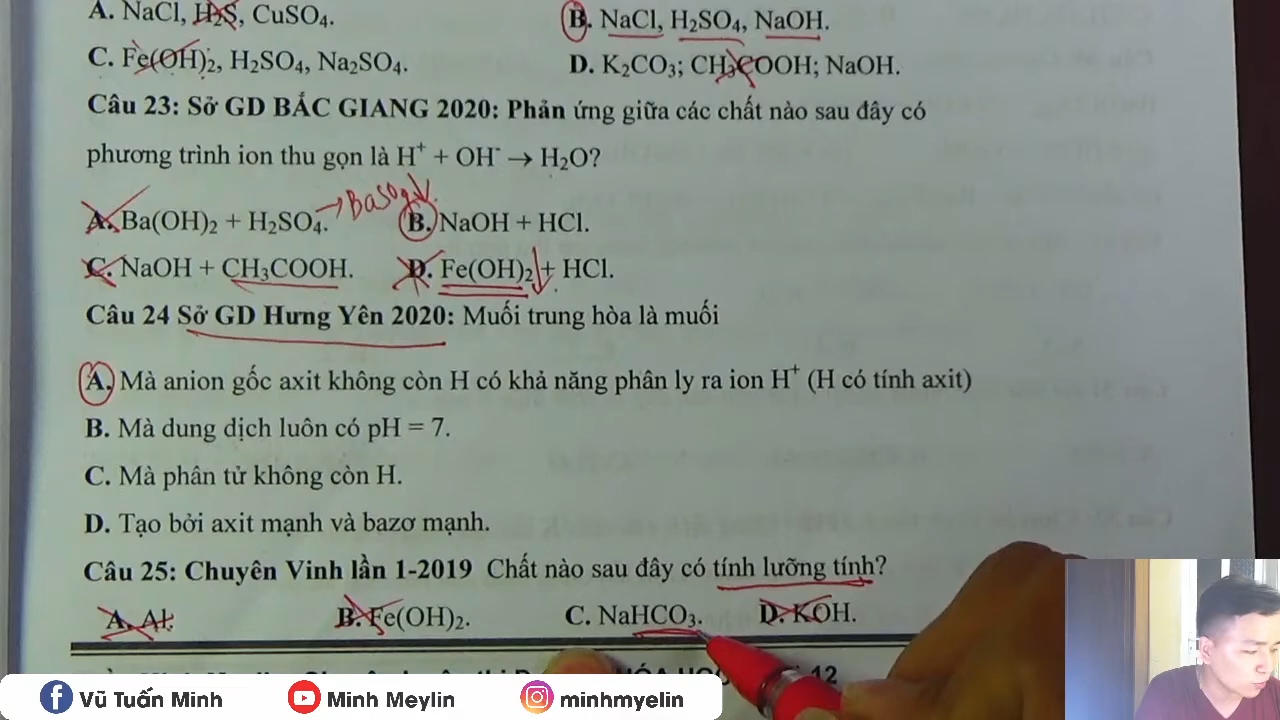 A. NaCl, H₂S, CuSO₄.
B. NaCl, H₂SO₄, NaOH.
C. Fe(OH)₂, H₂SO₄, Na₂SO₄.
D. K₂CO₃; CH₃COOH; NaOH.
Câu 23: Sở GD BẮC GIANG 2020: Phản ứng giữa các chất nào sau đây có
phương trình ion thu gọn là H⁺ + OH⁻ → H₂O?
→ BaSO₄↓.
A. Ba(OH)₂ + H₂SO₄.
B. NaOH + HCl.
C. NaOH + CH₃COOH.
D. Fe(OH)₂↓ + HCl.
Câu 24 Sở GD Hưng Yên 2020: Muối trung hòa là muối
A. Mà anion gốc axit không còn H có khả năng phân ly ra ion H⁺ (H có tính axit)
B. Mà dung dịch luôn có pH = 7.
C. Mà phân tử không còn H.
D. Tạo bởi axit mạnh và bazơ mạnh.
Câu 25: Chuyên Vinh lần 1-2019 Chất nào sau đây có tính lưỡng tính?
A. Al.
B. Fe(OH)₂.
C. NaHCO₃.
D. KOH.
12
Vũ Tuấn Minh
Minh Meylin
minhmyelin